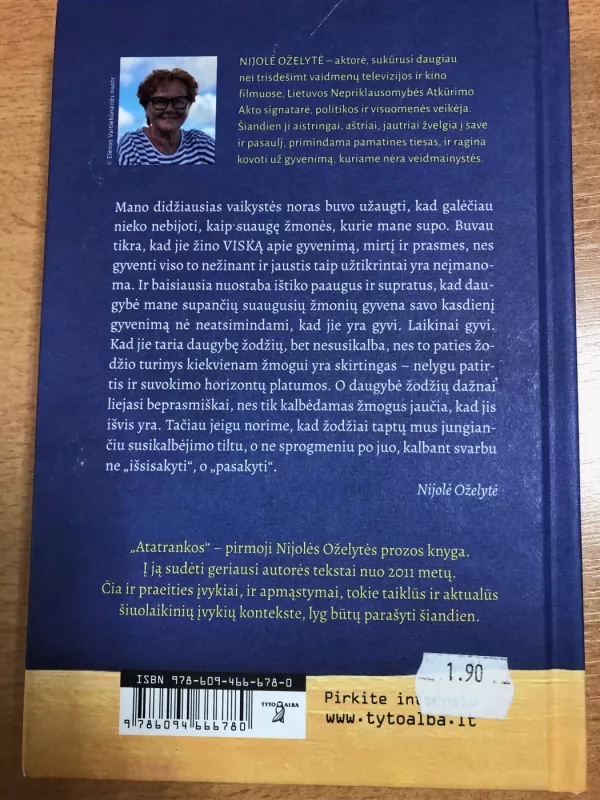 NIJOLĖ OŽELYTĖ – aktorė, sukūrusi daugiau
nei trisdešimt vaidmenų televizijos ir kino
filmuose, Lietuvos Nepriklausomybės Atkūrimo
Akto signatarė, politikos ir visuomenės veikėja.
Šiandien ji aistringai, aštriai, jautriai žvelgia į save
ir pasaulį, primindama pamatines tiesas, ir ragina
kovoti už gyvenimą, kuriame nėra veidmainystės.
© Elenos Vaitiekūnaitės nuotr.
Mano didžiausias vaikystės noras buvo užaugti, kad galėčiau
nieko nebijoti, kaip suaugę žmonės, kurie mane supo. Buvau
tikra, kad jie žino VISKĄ apie gyvenimą, mirtį ir prasmes, nes
gyventi viso to nežinant ir jaustis taip užtikrintai yra neįmano-
ma. Ir baisiausia nuostaba ištiko paaugus ir supratus, kad dau-
gybė mane supančių suaugusių žmonių gyvena savo kasdienį
gyvenimą nė neatsimindami, kad jie yra gyvi. Laikinai gyvi.
Kad jie taria daugybę žodžių, bet nesusikalba, nes to paties žo-
džio turinys kiekvienam žmogui yra skirtingas – nelygu patir-
tis ir suvokimo horizontų platumos. O daugybė žodžių dažnai
liejasi beprasmiškai, nes tik kalbėdamas žmogus jaučia, kad jis
išvis yra. Tačiau jeigu norime, kad žodžiai taptų mus jungian-
čiu susikalbėjimo tiltu, o ne sprogmeniu po juo, kalbant svarbu
ne „išsisakyti“, o „pasakyti“.
Nijolė Oželytė
„Atatrankos“ – pirmoji Nijolės Oželytės prozos knyga.
Į ją sudėti geriausi autorės tekstai nuo 2011 metų.
Čia ir praeities įvykiai, ir apmąstymai, tokie taiklūs ir aktualūs
šiuolaikinių įvykių kontekste, lyg būtų parašyti šiandien.
ISBN 978-609-466-678-0
9 786094 666780
TYTO ALBA
1.90
Pirkite
www.tytoalba.lt